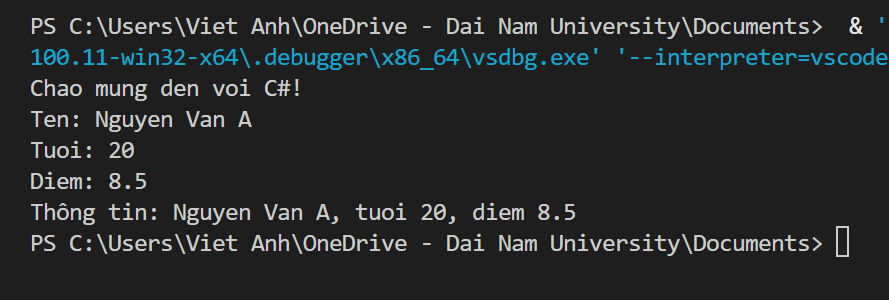 PS C:\Users\Viet Anh\OneDrive - Dai Nam University\Documents>  & '
100.11-win32-x64\.debugger\x86_64\vsdbg.exe' '--interpreter=vscode
Chao mung den voi C#!
Ten: Nguyen Van A
Tuoi: 20
Diem: 8.5
Thông tin: Nguyen Van A, tuoi 20, diem 8.5
PS C:\Users\Viet Anh\OneDrive - Dai Nam University\Documents>